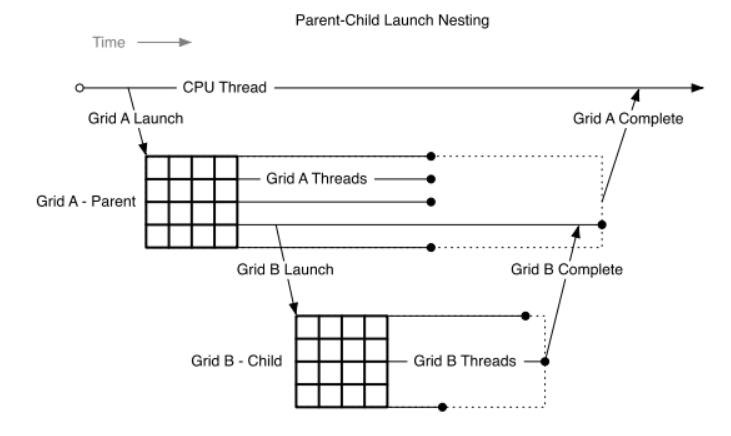 Parent-Child Launch Nesting
Time
CPU Thread
Grid A Launch
Grid A Complete
Grid A Threads
Grid A - Parent
Grid B Launch
Grid B Complete
Grid B - Child
Grid B Threads